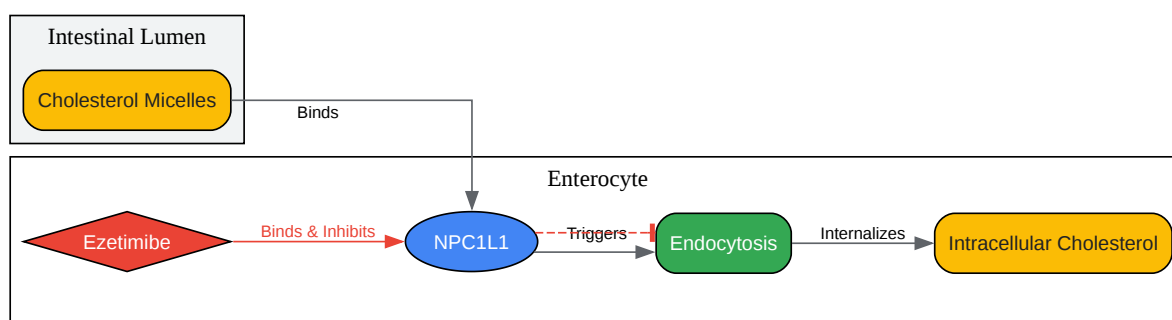 Intestinal Lumen
Cholesterol Micelles
Binds
Enterocyte
Ezetimibe
Binds & Inhibits
NPC1L1
Triggers
Endocytosis
Internalizes
Intracellular Cholesterol